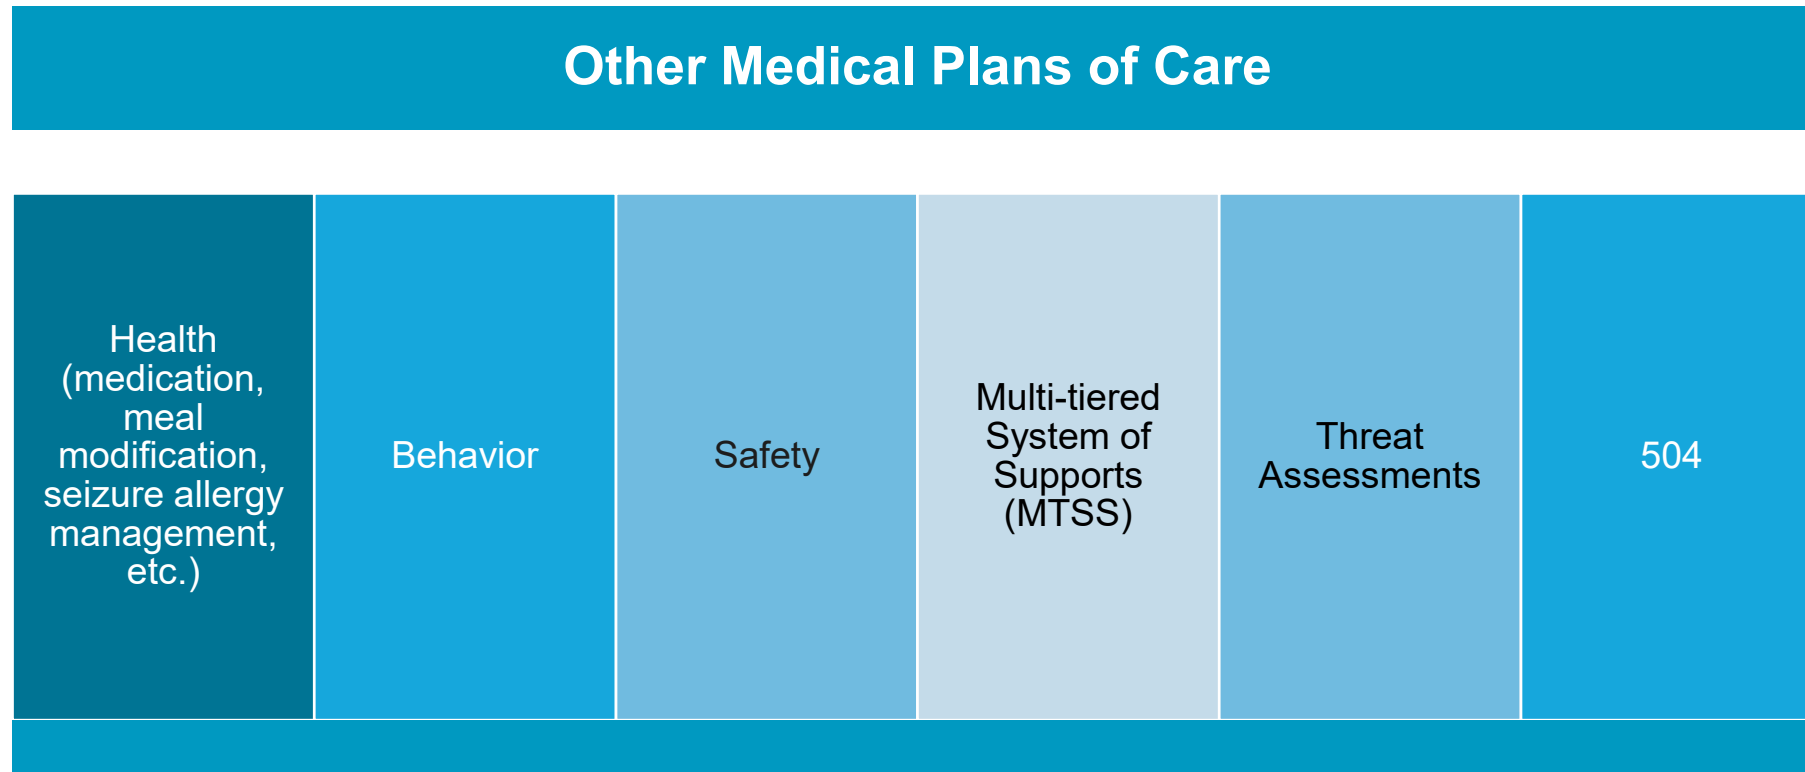 Other Medical Plans of Care
Health
(medication,
meal
modification,
seizure allergy
management,
etc.)
Behavior
Safety
Multi-tiered
System of
Supports
(MTSS)
Threat
Assessments
504